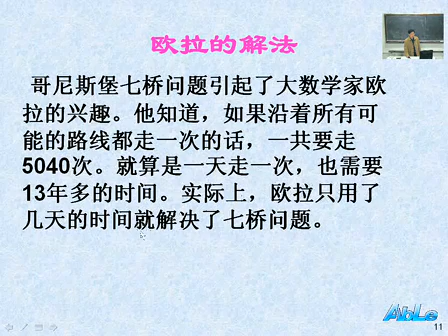 欧拉的解法
哥尼斯堡七桥问题引起了大数学家欧
拉的兴趣。他知道，如果沿着所有可
能的路线都走一次的话，一共要走
5040次。就算是一天走一次，也需要
13年多的时间。实际上，欧拉只用了
几天的时间就解决了七桥问题。
11